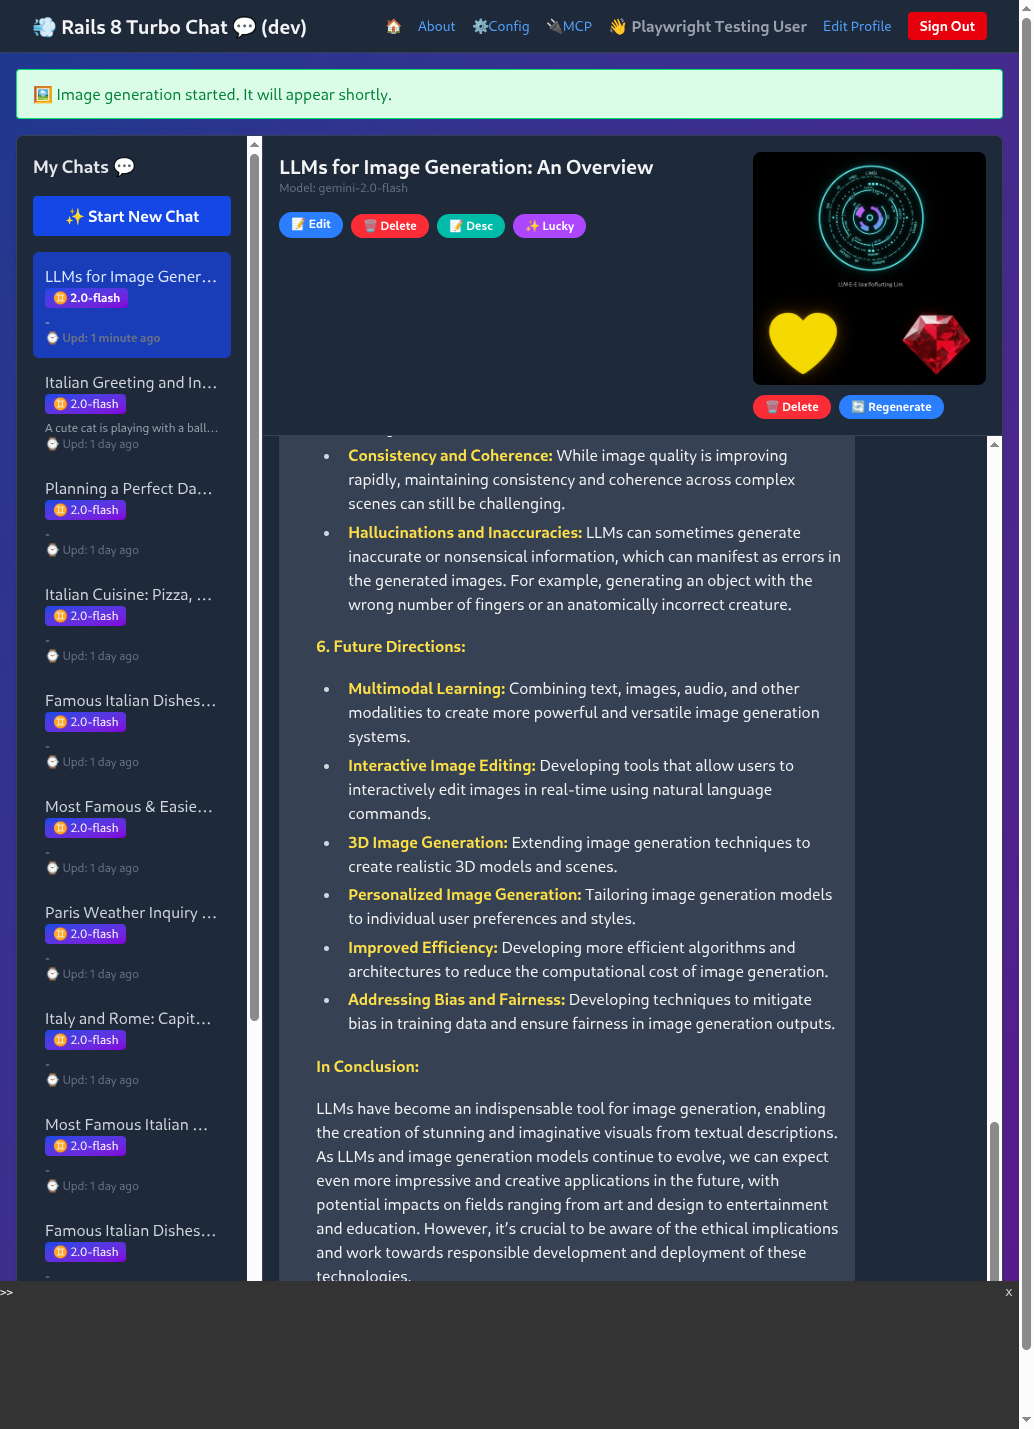 💨 Rails 8 Turbo Chat 💬 (dev)
🏠 About ⚙️Config 🔌MCP 👋 Playwright Testing User Edit Profile Sign Out
🖼️ Image generation started. It will appear shortly.
My Chats 💬
✨ Start New Chat
LLMs for Image Gener...
♊ 2.0-flash
-
⌚ Upd: 1 minute ago
Italian Greeting and In...
♊ 2.0-flash
A cute cat is playing with a ball...
⌚ Upd: 1 day ago
Planning a Perfect Da...
♊ 2.0-flash
-
⌚ Upd: 1 day ago
Italian Cuisine: Pizza, ...
♊ 2.0-flash
-
⌚ Upd: 1 day ago
Famous Italian Dishes...
♊ 2.0-flash
-
⌚ Upd: 1 day ago
Most Famous & Easie...
♊ 2.0-flash
-
⌚ Upd: 1 day ago
Paris Weather Inquiry ...
♊ 2.0-flash
-
⌚ Upd: 1 day ago
Italy and Rome: Capit...
♊ 2.0-flash
-
⌚ Upd: 1 day ago
Most Famous Italian ...
♊ 2.0-flash
-
⌚ Upd: 1 day ago
Famous Italian Dishes...
♊ 2.0-flash
-
LLMs for Image Generation: An Overview
Model: gemini-2.0-flash
📝 Edit 🗑️ Delete 📝 Desc ✨ Lucky
🗑️ Delete 🔄 Regenerate
• Consistency and Coherence: While image quality is improving
rapidly, maintaining consistency and coherence across complex
scenes can still be challenging.
• Hallucinations and Inaccuracies: LLMs can sometimes generate
inaccurate or nonsensical information, which can manifest as errors in
the generated images. For example, generating an object with the
wrong number of fingers or an anatomically incorrect creature.
6. Future Directions:
• Multimodal Learning: Combining text, images, audio, and other
modalities to create more powerful and versatile image generation
systems.
• Interactive Image Editing: Developing tools that allow users to
interactively edit images in real-time using natural language
commands.
• 3D Image Generation: Extending image generation techniques to
create realistic 3D models and scenes.
• Personalized Image Generation: Tailoring image generation models
to individual user preferences and styles.
• Improved Efficiency: Developing more efficient algorithms and
architectures to reduce the computational cost of image generation.
• Addressing Bias and Fairness: Developing techniques to mitigate
bias in training data and ensure fairness in image generation outputs.
In Conclusion:
LLMs have become an indispensable tool for image generation, enabling
the creation of stunning and imaginative visuals from textual descriptions.
As LLMs and image generation models continue to evolve, we can expect
even more impressive and creative applications in the future, with
potential impacts on fields ranging from art and design to entertainment
and education. However, it's crucial to be aware of the ethical implications
and work towards responsible development and deployment of these
technologies.
>> x